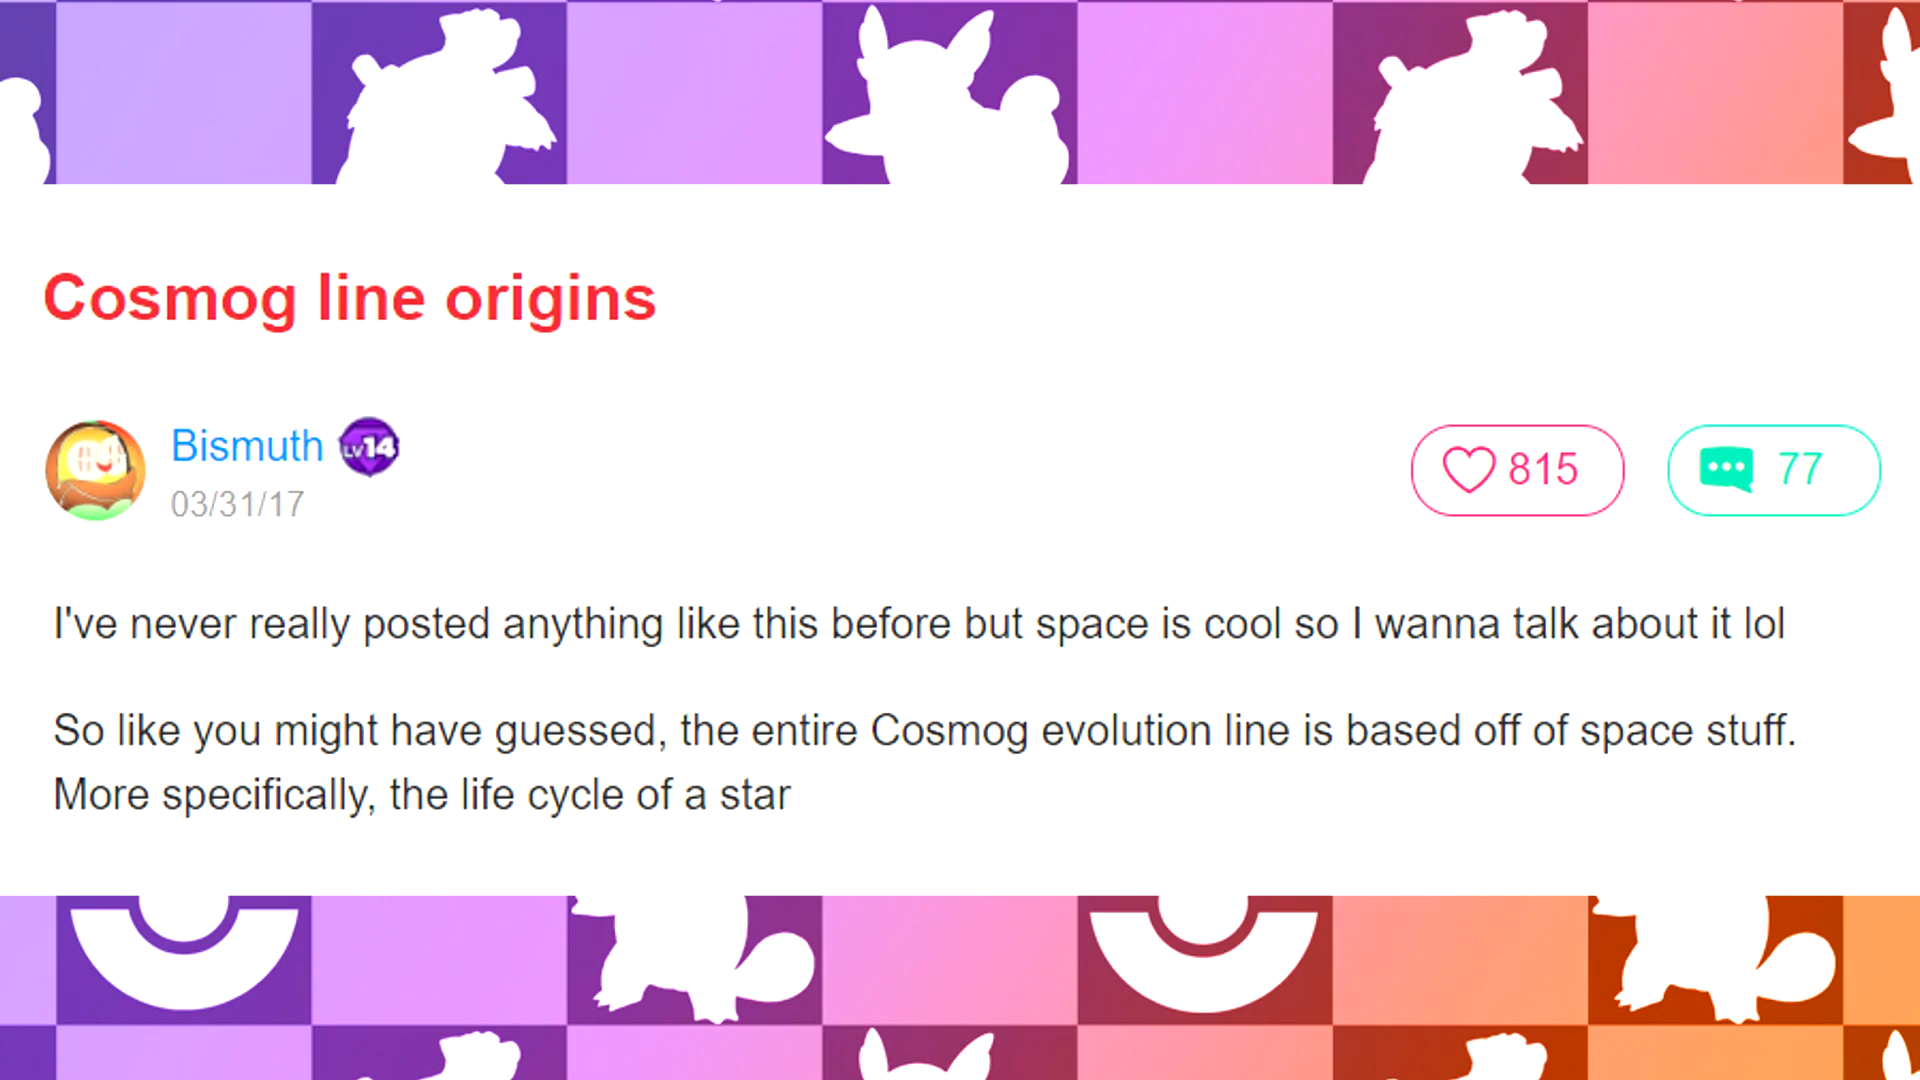 Cosmog line origins
Bismuth LV14
03/31/17
815
77
I've never really posted anything like this before but space is cool so I wanna talk about it lol
So like you might have guessed, the entire Cosmog evolution line is based off of space stuff.
More specifically, the life cycle of a star